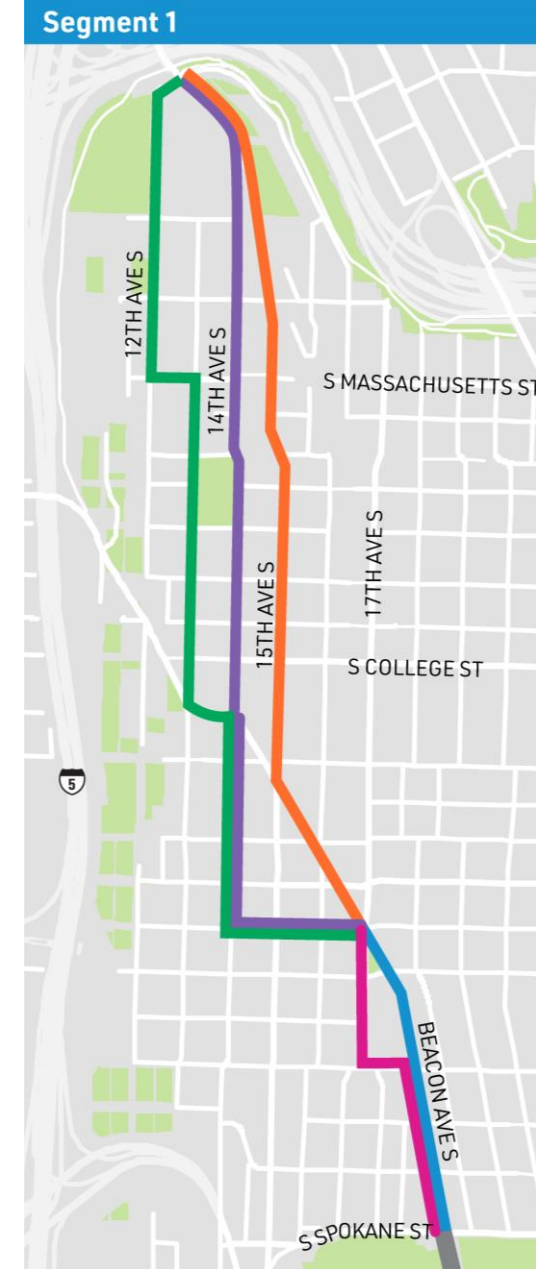 Segment 1
12TH AVE S
14TH AVE S
S MASSACHUSETTS ST
15TH AVE S
17TH AVE S
S COLLEGE ST
5
BEACON AVE S
S SPOKANE ST